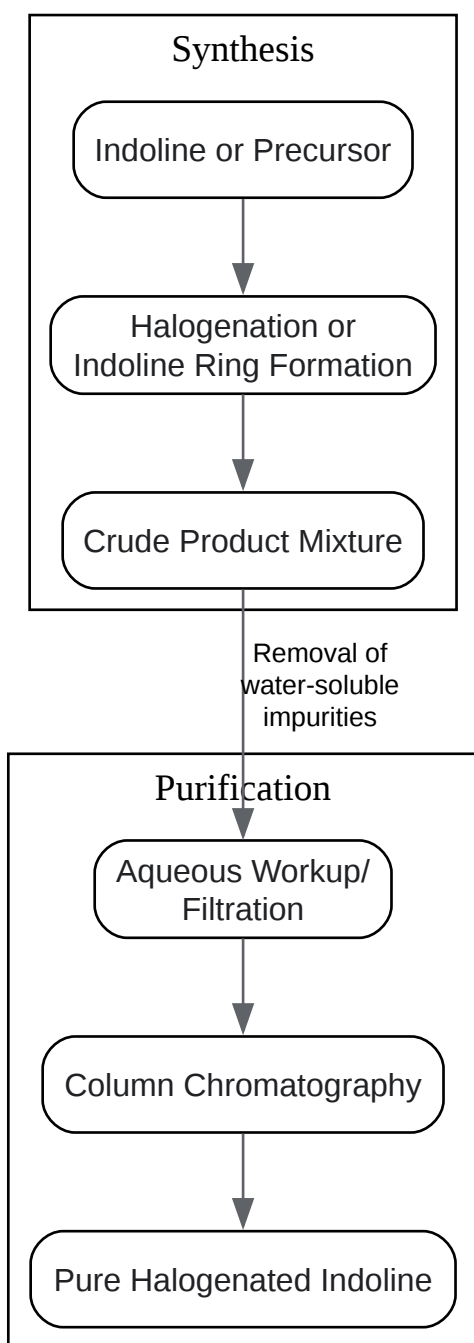 Synthesis
Indoline or Precursor
Halogenation or
Indoline Ring Formation
Crude Product Mixture
Removal of
water-soluble
impurities
Purification
Aqueous Workup/
Filtration
Column Chromatography
Pure Halogenated Indoline